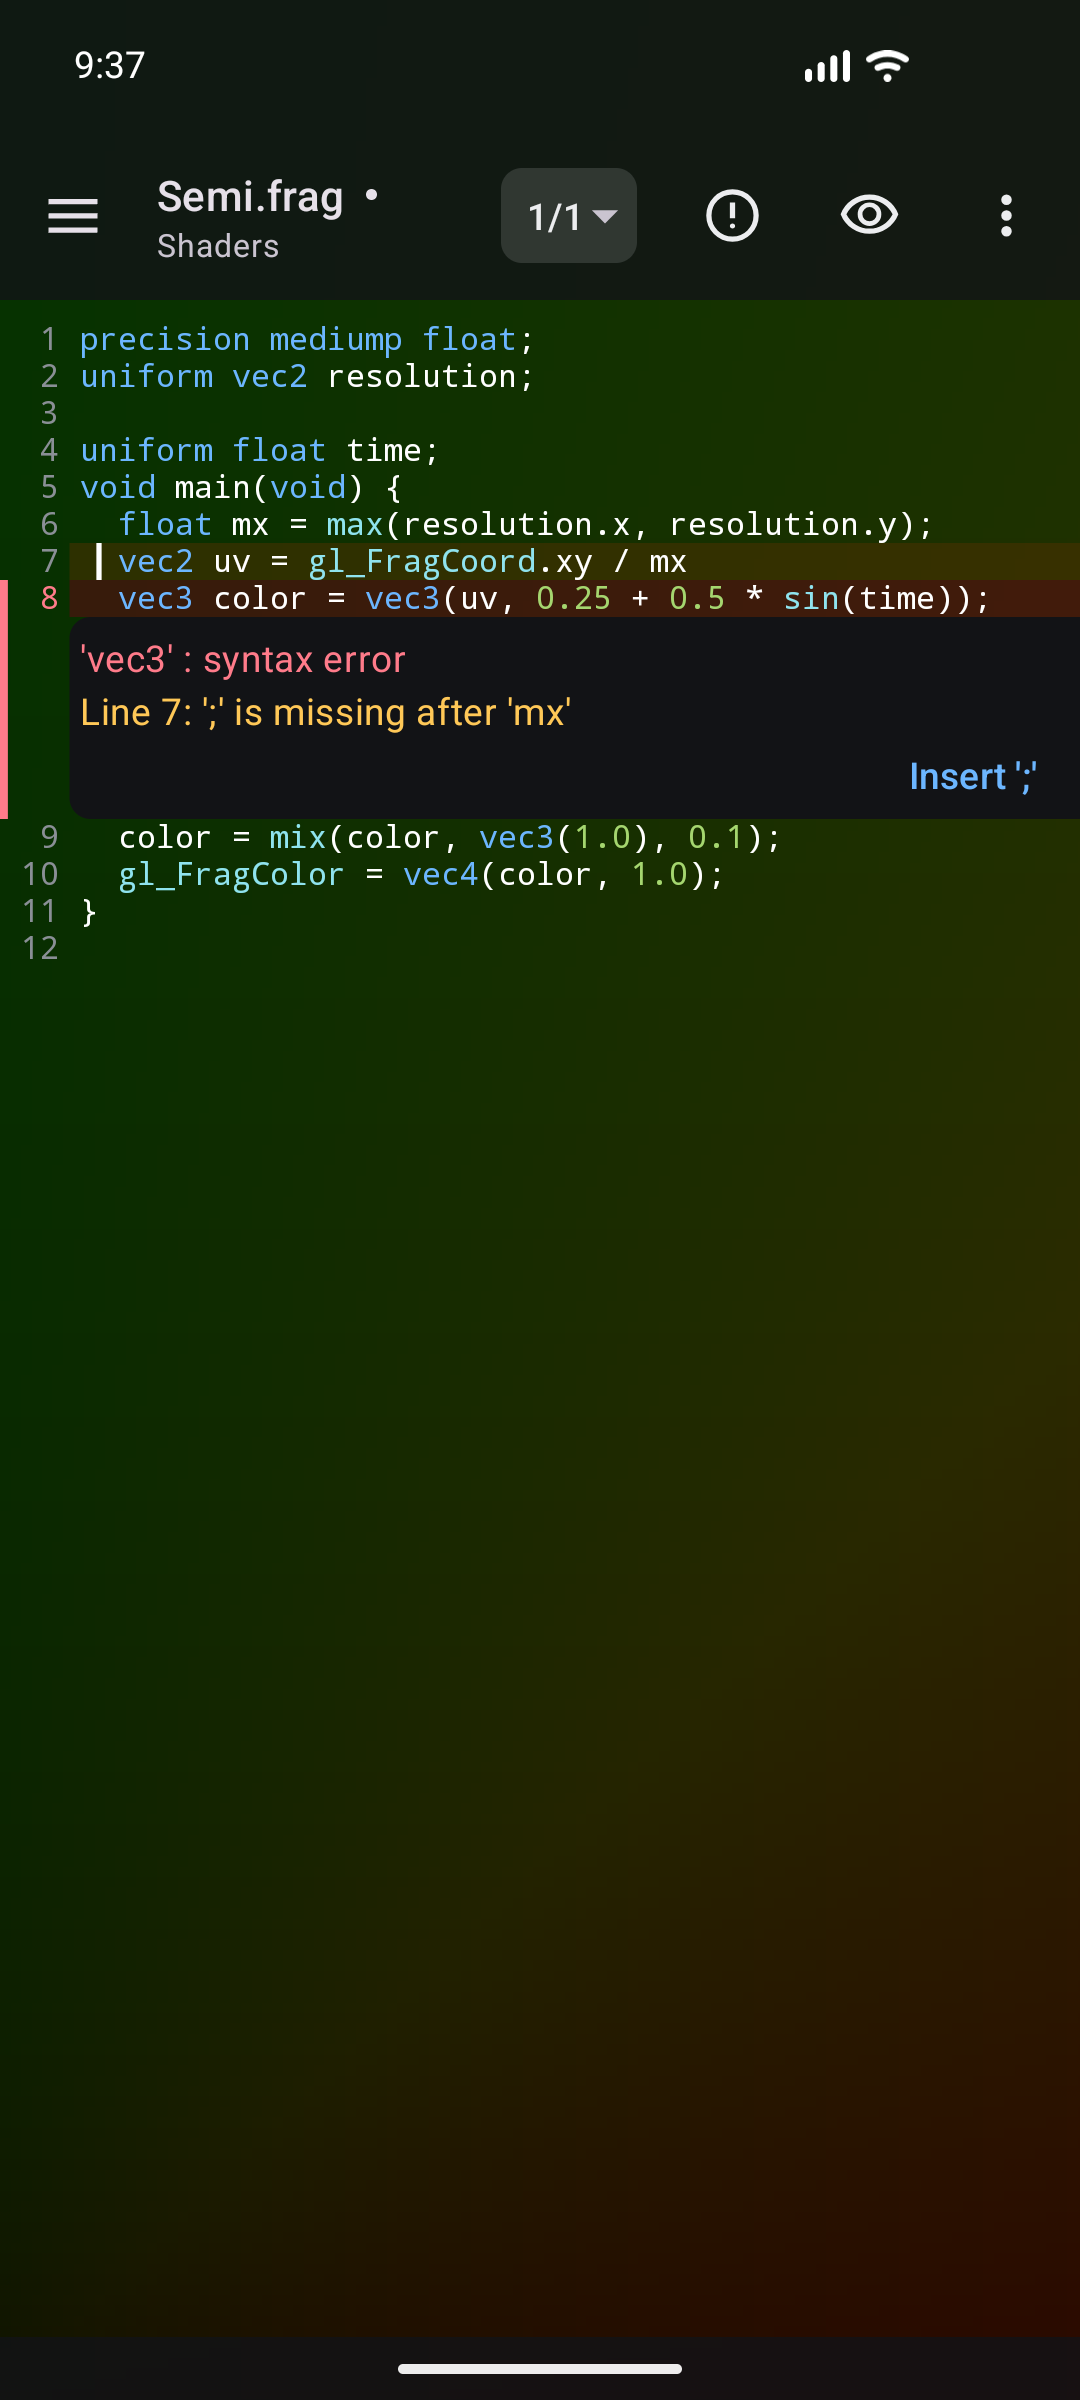 9:37
Semi.frag •
Shaders
1/1
1 precision mediump float;
2 uniform vec2 resolution;
3
4 uniform float time;
5 void main(void) {
6   float mx = max(resolution.x, resolution.y);
7   vec2 uv = gl_FragCoord.xy / mx
8   vec3 color = vec3(uv, 0.25 + 0.5 * sin(time));
'vec3' : syntax error
Line 7: ';' is missing after 'mx'
Insert ';'
9   color = mix(color, vec3(1.0), 0.1);
10   gl_FragColor = vec4(color, 1.0);
11 }
12